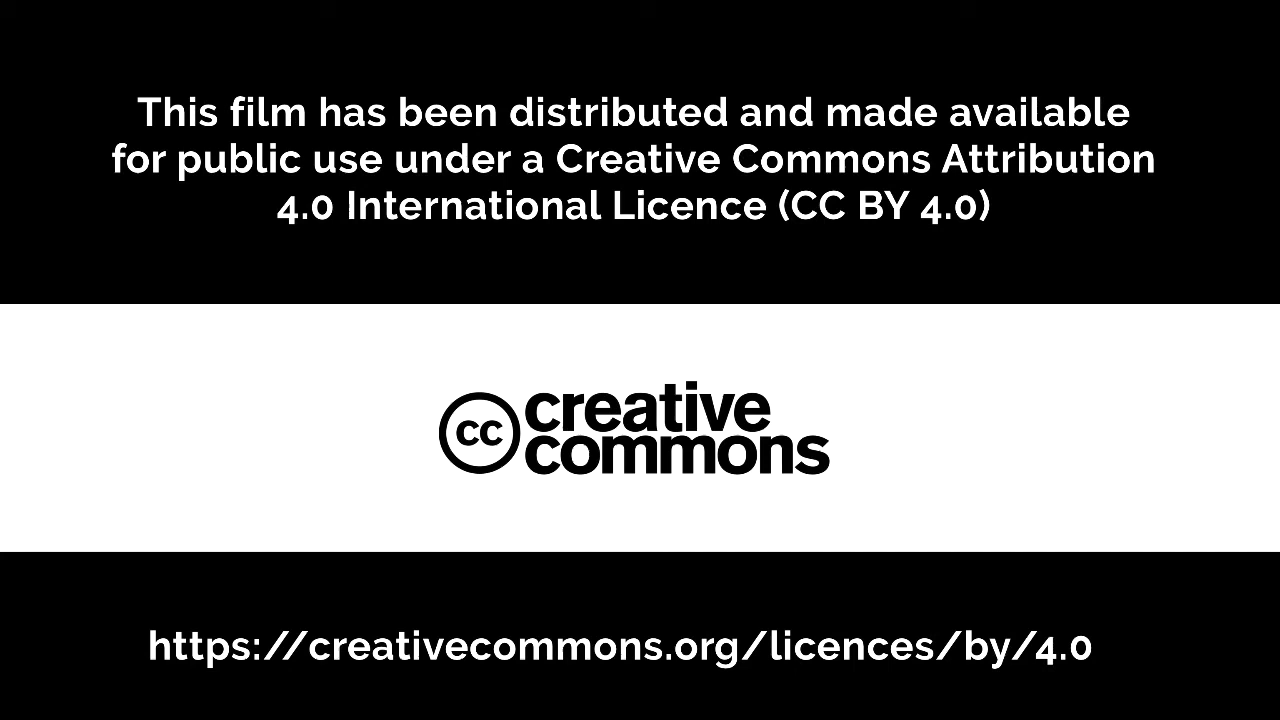 This film has been distributed and made available
for public use under a Creative Commons Attribution
4.0 International Licence (CC BY 4.0)
cc creative
commons
https://creativecommons.org/licences/by/4.0